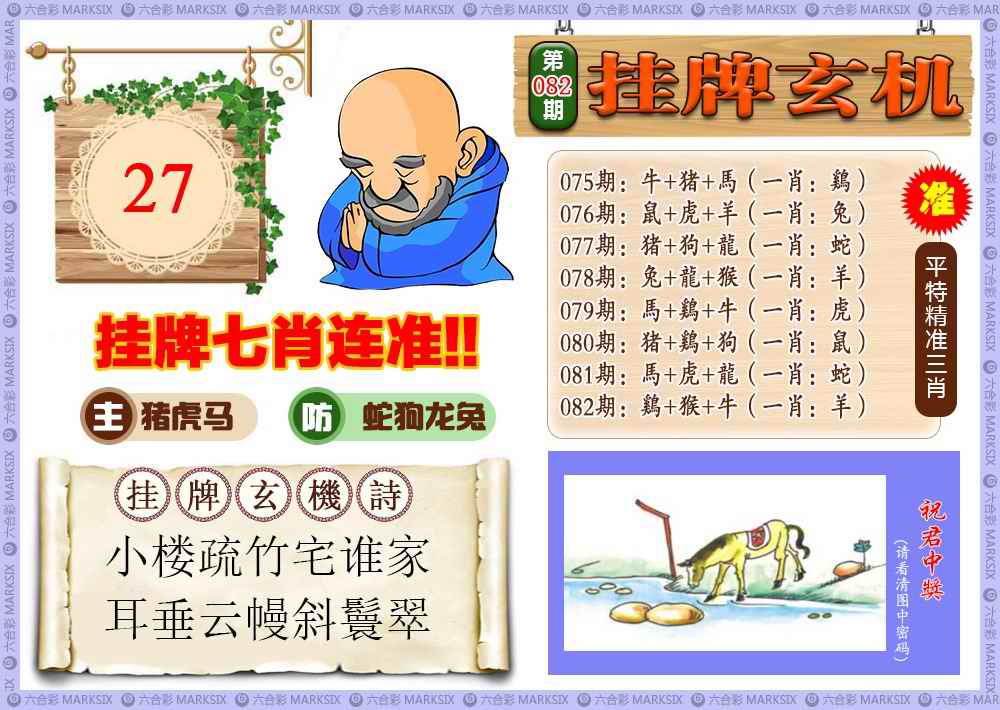 六合彩 MARKSIX
27
第
082
期
挂牌玄机
075期：牛+猪+馬（一肖：鷄）
076期：鼠+虎+羊（一肖：兔）
077期：猪+狗+龍（一肖：蛇）
078期：兔+龍+猴（一肖：羊）
079期：馬+鷄+牛（一肖：虎）
080期：猪+鷄+狗（一肖：鼠）
081期：馬+虎+龍（一肖：蛇）
082期：鷄+猴+牛（一肖：羊）
准
平特精准三肖
挂牌七肖连准!!
主 猪虎马
防 蛇狗龙兔
挂牌玄機詩
小楼疏竹宅谁家
耳垂云幔斜鬟翠
祝君中獎
(请看清图中密码)